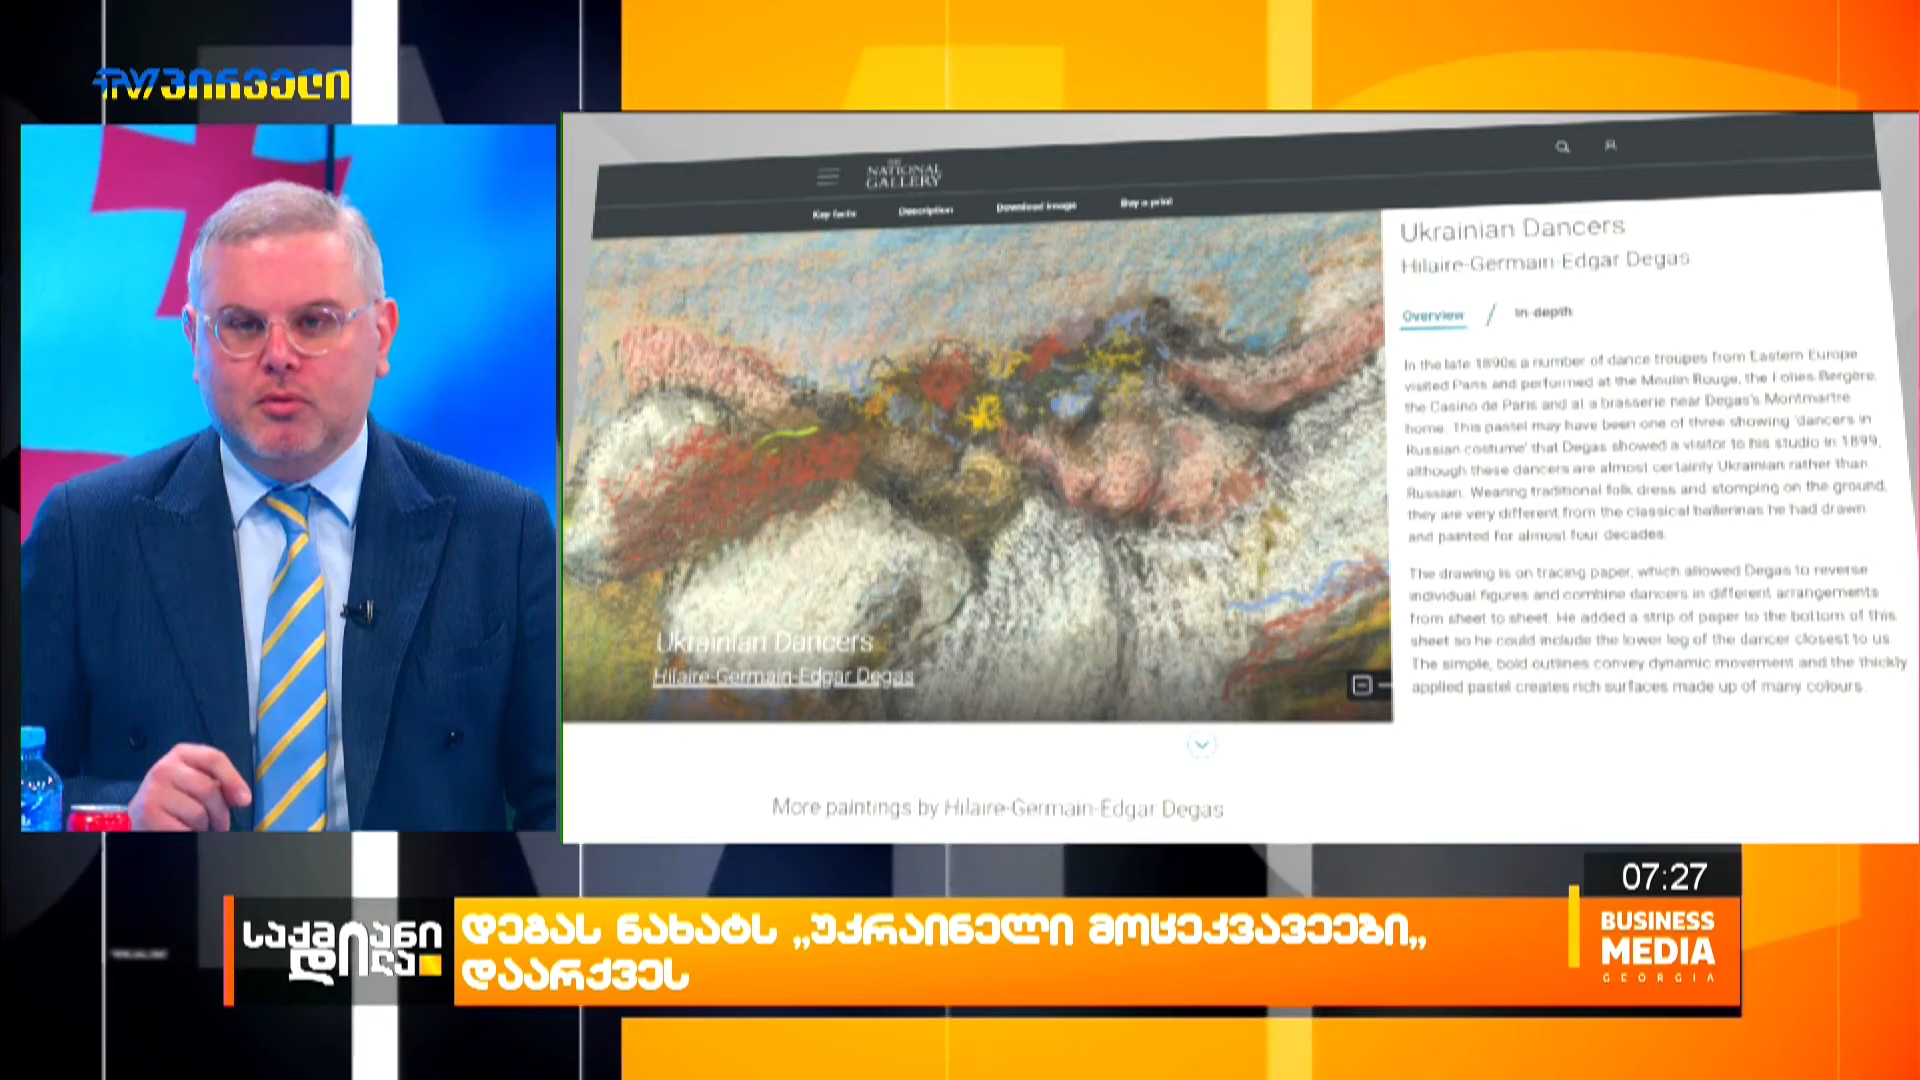 TV პირველი
THE
NATIONAL
GALLERY
Key facts
Description
Download image
Buy a print
Ukrainian Dancers
Hilaire-Germain-Edgar Degas
Overview / In-depth
In the late 1890s a number of dance troupes from Eastern Europe
visited Paris and performed at the Moulin Rouge, the Folies-Bergère,
the Casino de Paris and at a brasserie near Degas's Montmartre
home. This pastel may have been one of three showing 'dancers in
Russian costume' that Degas showed a visitor to his studio in 1899,
although these dancers are almost certainly Ukrainian rather than
Russian. Wearing traditional folk dress and stomping on the ground,
they are very different from the classical ballerinas he had drawn
and painted for almost four decades.
The drawing is on tracing paper, which allowed Degas to reverse
individual figures and combine dancers in different arrangements
from sheet to sheet. He added a strip of paper to the bottom of this
sheet so he could include the lower leg of the dancer closest to us.
The simple, bold outlines convey dynamic movement and the thickly
applied pastel creates rich surfaces made up of many colours.
Ukrainian Dancers
Hilaire-Germain-Edgar Degas
More paintings by Hilaire-Germain-Edgar Degas
07:27
საქმიანი
დილა
დეგას ნახატს „უკრაინელი მოცეკვავეები„
დაარქვეს
BUSINESS
MEDIA
GEORGIA